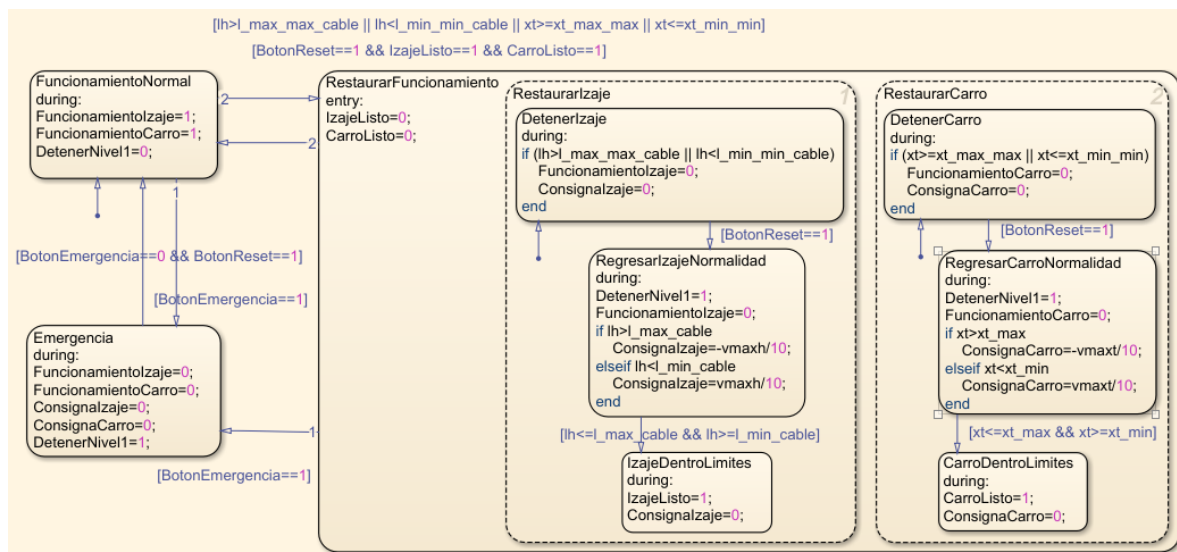 [lh>l_max_max_cable || lh<l_min_min_cable || xt>=xt_max_max || xt<=xt_min_min]
[BotonReset==1 && IzajeListo==1 && CarroListo==1]
FuncionamientoNormal
during:
FuncionamientoIzaje=1;
FuncionamientoCarro=1;
DetenerNivel1=0;
2
2
1
[BotonEmergencia==0 && BotonReset==1]
[BotonEmergencia==1]
Emergencia
during:
FuncionamientoIzaje=0;
FuncionamientoCarro=0;
ConsignaIzaje=0;
ConsignaCarro=0;
DetenerNivel1=1;
1
[BotonEmergencia==1]
RestaurarFuncionamiento
entry:
IzajeListo=0;
CarroListo=0;
RestaurarIzaje
1
DetenerIzaje
during:
if (lh>l_max_max_cable || lh<l_min_min_cable)
FuncionamientoIzaje=0;
ConsignaIzaje=0;
end
[BotonReset==1]
RegresarIzajeNormalidad
during:
DetenerNivel1=1;
FuncionamientoIzaje=0;
if lh>l_max_cable
ConsignaIzaje=-vmaxh/10;
elseif lh<l_min_cable
ConsignaIzaje=vmaxh/10;
end
[lh<=l_max_cable && lh>=l_min_cable]
IzajeDentroLimites
during:
IzajeListo=1;
ConsignaIzaje=0;
RestaurarCarro
2
DetenerCarro
during:
if (xt>=xt_max_max || xt<=xt_min_min)
FuncionamientoCarro=0;
ConsignaCarro=0;
end
[BotonReset==1]
RegresarCarroNormalidad
during:
DetenerNivel1=1;
FuncionamientoCarro=0;
if xt>xt_max
ConsignaCarro=-vmaxt/10;
elseif xt<xt_min
ConsignaCarro=vmaxt/10;
end
[xt<=xt_max && xt>=xt_min]
CarroDentroLimites
during:
CarroListo=1;
ConsignaCarro=0;